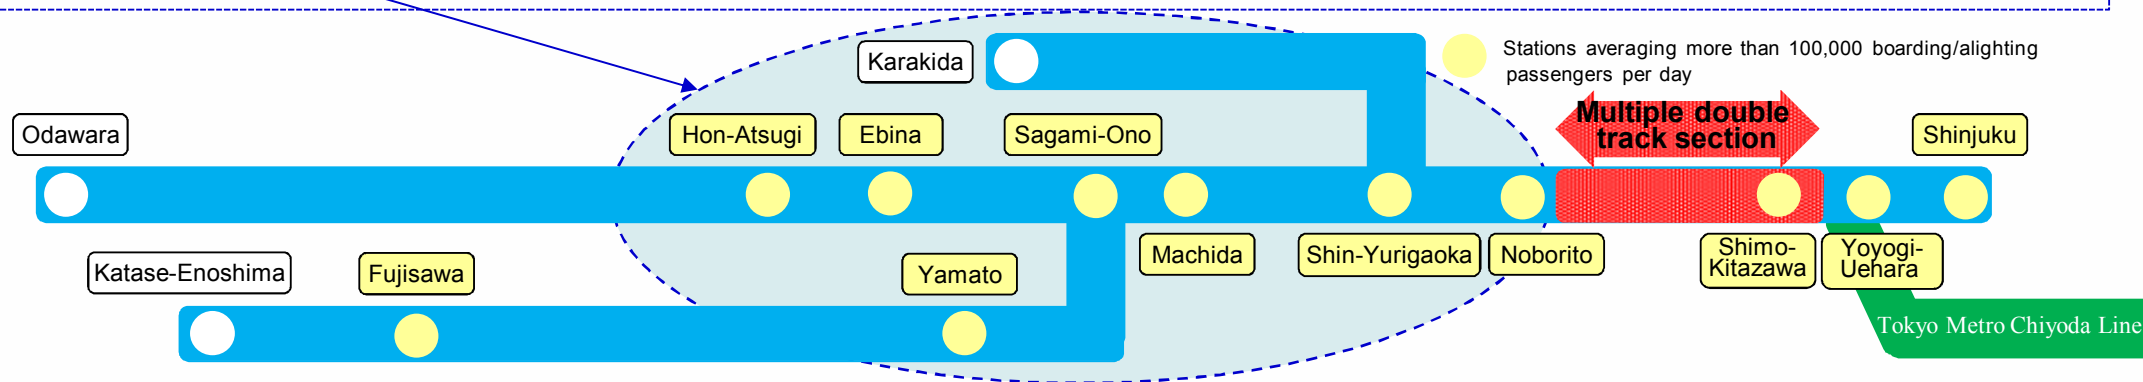 Karakida
Stations averaging more than 100,000 boarding/alighting
passengers per day
Multiple double
track section
Odawara
Hon-Atsugi
Ebina
Sagami-Ono
Shinjuku
Katase-Enoshima
Fujisawa
Yamato
Machida
Shin-Yurigaoka
Noborito
Shimo-
Kitazawa
Yoyogi-
Uehara
Tokyo Metro Chiyoda Line